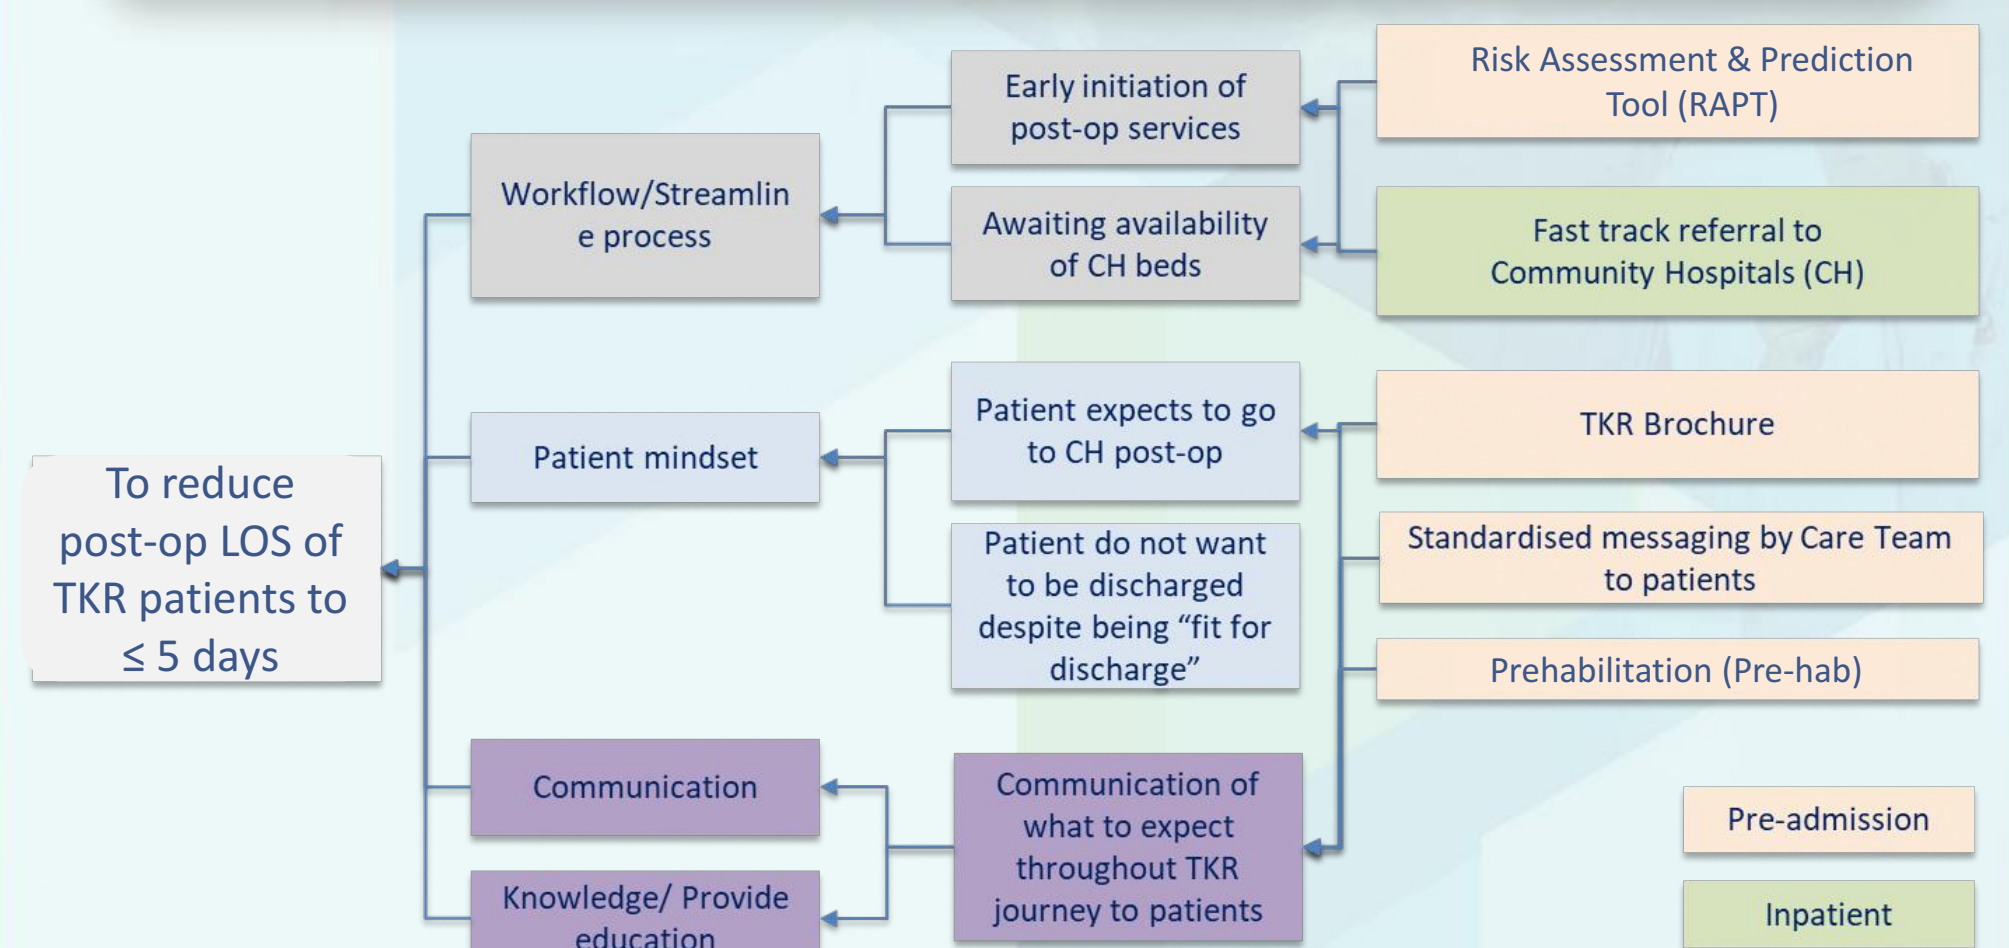 Early initiation of
post-op services
Risk Assessment & Prediction
Tool (RAPT)
Workflow/Streamlin
e process
Awaiting availability
of CH beds
Fast track referral to
Community Hospitals (CH)
Patient expects to go
to CH post-op
TKR Brochure
Patient mindset
To reduce
post-op LOS of
TKR patients to
≤ 5 days
Patient do not want
to be discharged
despite being “fit for
discharge”
Standardised messaging by Care Team
to patients
Prehabilitation (Pre-hab)
Communication
Communication of
what to expect
throughout TKR
journey to patients
Knowledge/ Provide
education
Pre-admission
Inpatient